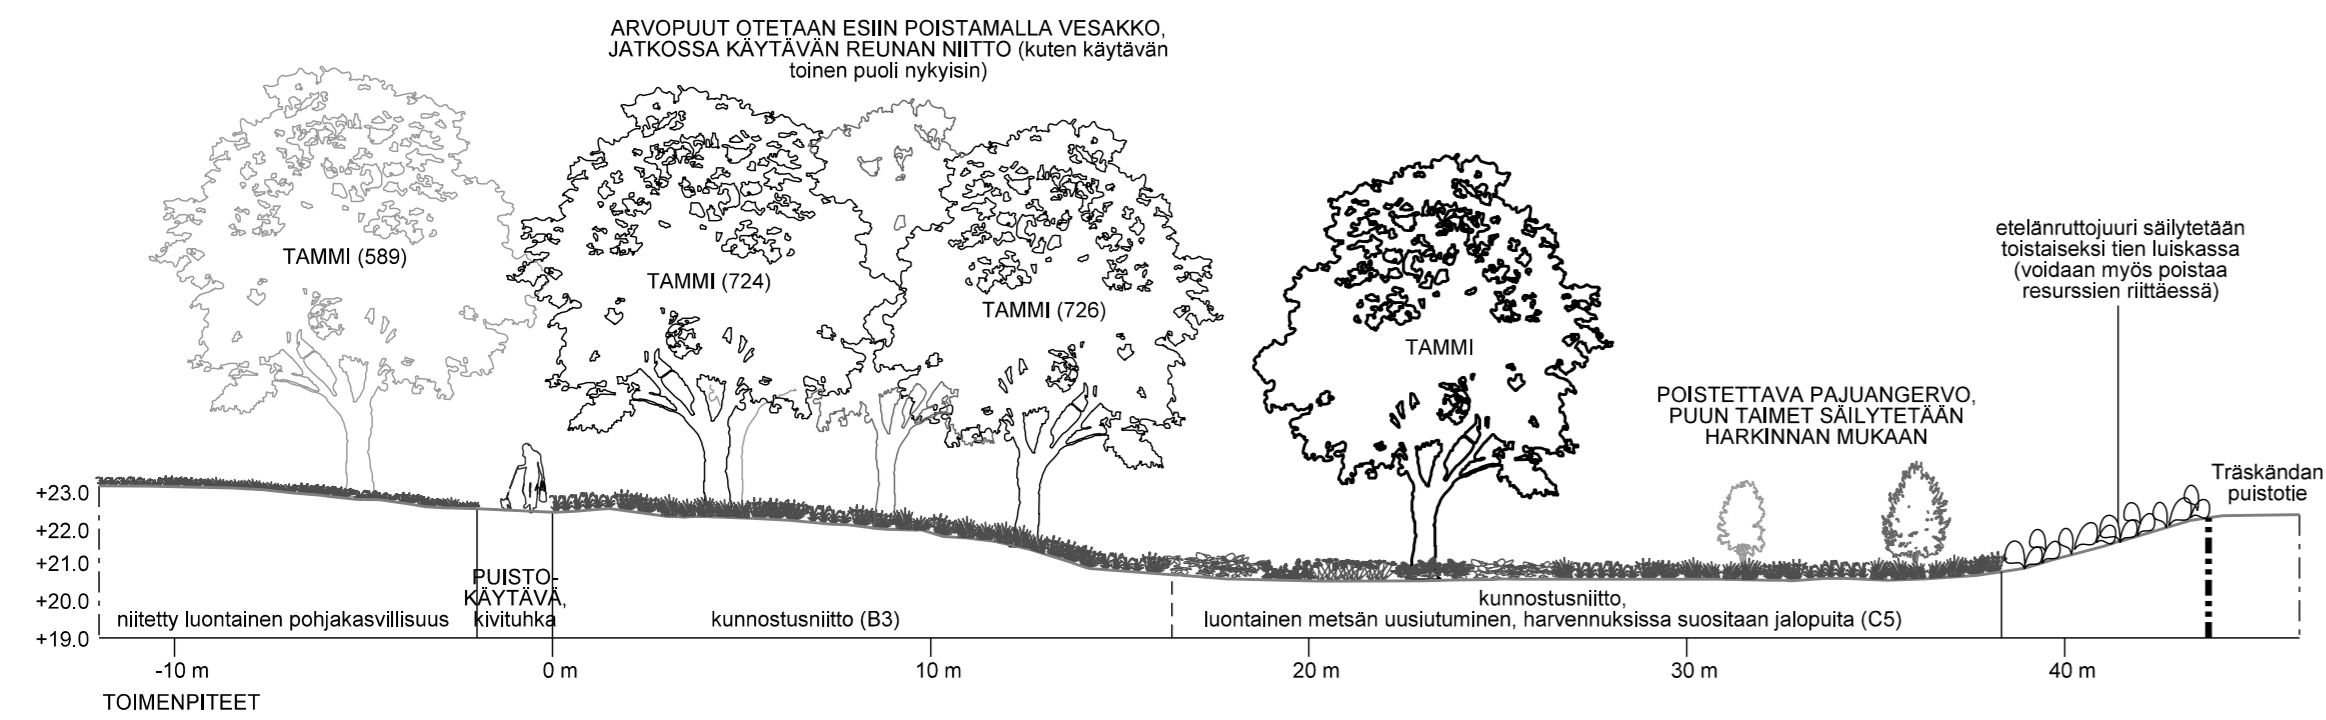 ARVOPUUT OTETAAN ESIIN POISTAMALLA VESAKKO,
JATKOSSA KÄYTÄVÄN REUNAN NIITTO (kuten käytävän
toinen puoli nykyisin)
TAMMI (589)
TAMMI (724)
TAMMI (726)
TAMMI
etelänruttojuuri säilytetään
toistaiseksi tien luiskassa
(voidaan myös poistaa
resurssien riittäessä)
POISTETTAVA PAJUANGERVO,
PUUN TAIMET SÄILYTETÄÄN
HARKINNAN MUKAAN
Träskändan
puistotie
+23.0
+22.0
+21.0
+20.0
+19.0
niitetty luontainen pohjakasvillisuus
PUISTO-
KÄYTÄVÄ,
kivituhka
kunnostusniitto (B3)
kunnostusniitto,
luontainen metsän uusiutuminen, harvennuksissa suositaan jalopuita (C5)
-10 m
0 m
10 m
20 m
30 m
40 m
TOIMENPITEET